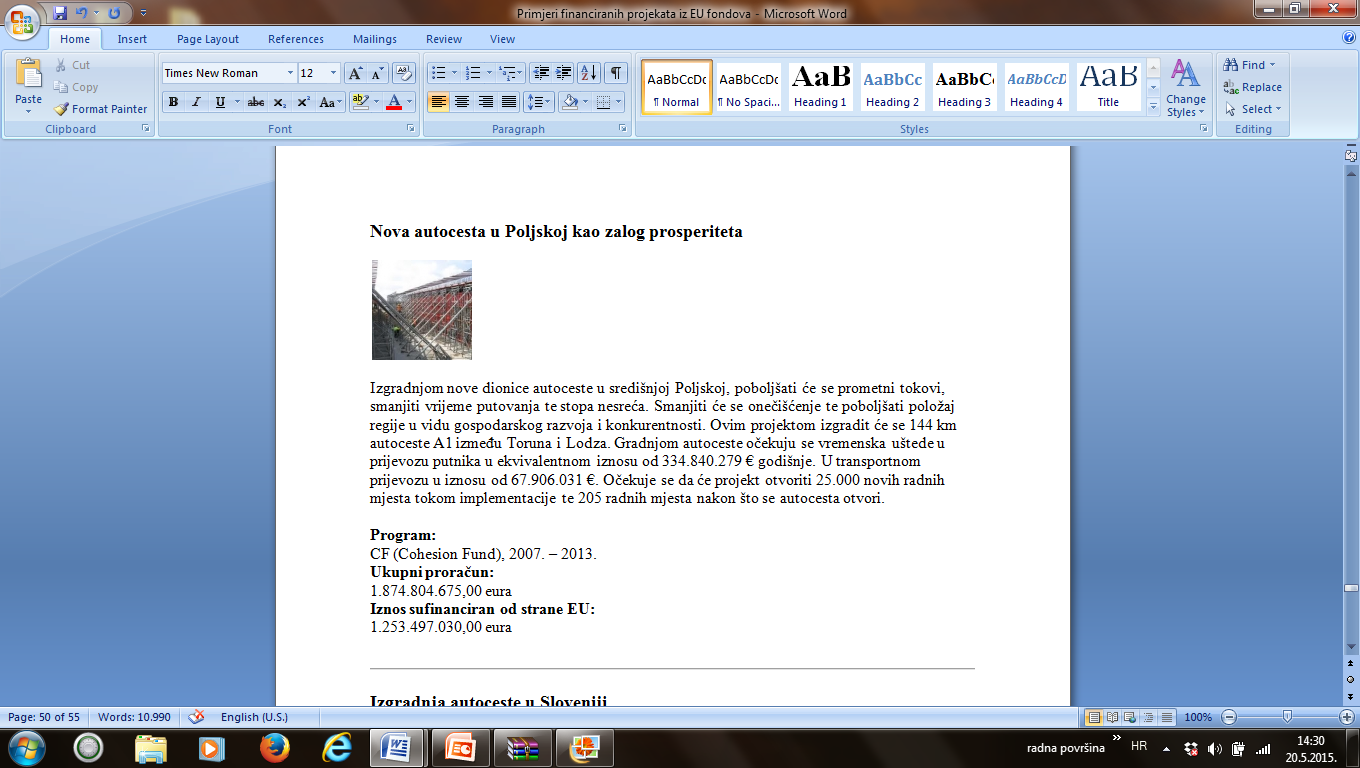 Primjeri financiranih projekata iz EU fondova - Microsoft Word
Home Insert Page Layout References Mailings Review View
Paste
Cut
Copy
Format Painter
Clipboard
Times New Roman 12
B I U abc x₂ x² Aa
Font
Paragraph
AaBbCcDc AaBbCcDc AaB AaBbCc AaBbCc AaBbCcD AaB
¶ Normal ¶ No Spaci... Heading 1 Heading 2 Heading 3 Heading 4 Title
Change Styles
Styles
Find
Replace
Select
Editing
Nova autocesta u Poljskoj kao zalog prosperiteta
Izgradnjom nove dionice autoceste u središnjoj Poljskoj, poboljšati će se prometni tokovi,
smanjiti vrijeme putovanja te stopa nesreća. Smanjiti će se onečišćenje te poboljšati položaj
regije u vidu gospodarskog razvoja i konkurentnosti. Ovim projektom izgradit će se 144 km
autoceste A1 između Toruna i Lodza. Gradnjom autoceste očekuju se vremenska uštede u
prijevozu putnika u ekvivalentnom iznosu od 334.840.279 € godišnje. U transportnom
prijevozu u iznosu od 67.906.031 €. Očekuje se da će projekt otvoriti 25.000 novih radnih
mjesta tokom implementacije te 205 radnih mjesta nakon što se autocesta otvori.
Program:
CF (Cohesion Fund), 2007. – 2013.
Ukupni proračun:
1.874.804.675,00 eura
Iznos sufinanciran od strane EU:
1.253.497.030,00 eura
Izgradnja autoceste u Sloveniji
Page: 50 of 55 Words: 10.990 English (U.S.) 100%
radna površina HR 14:30
20.5.2015.